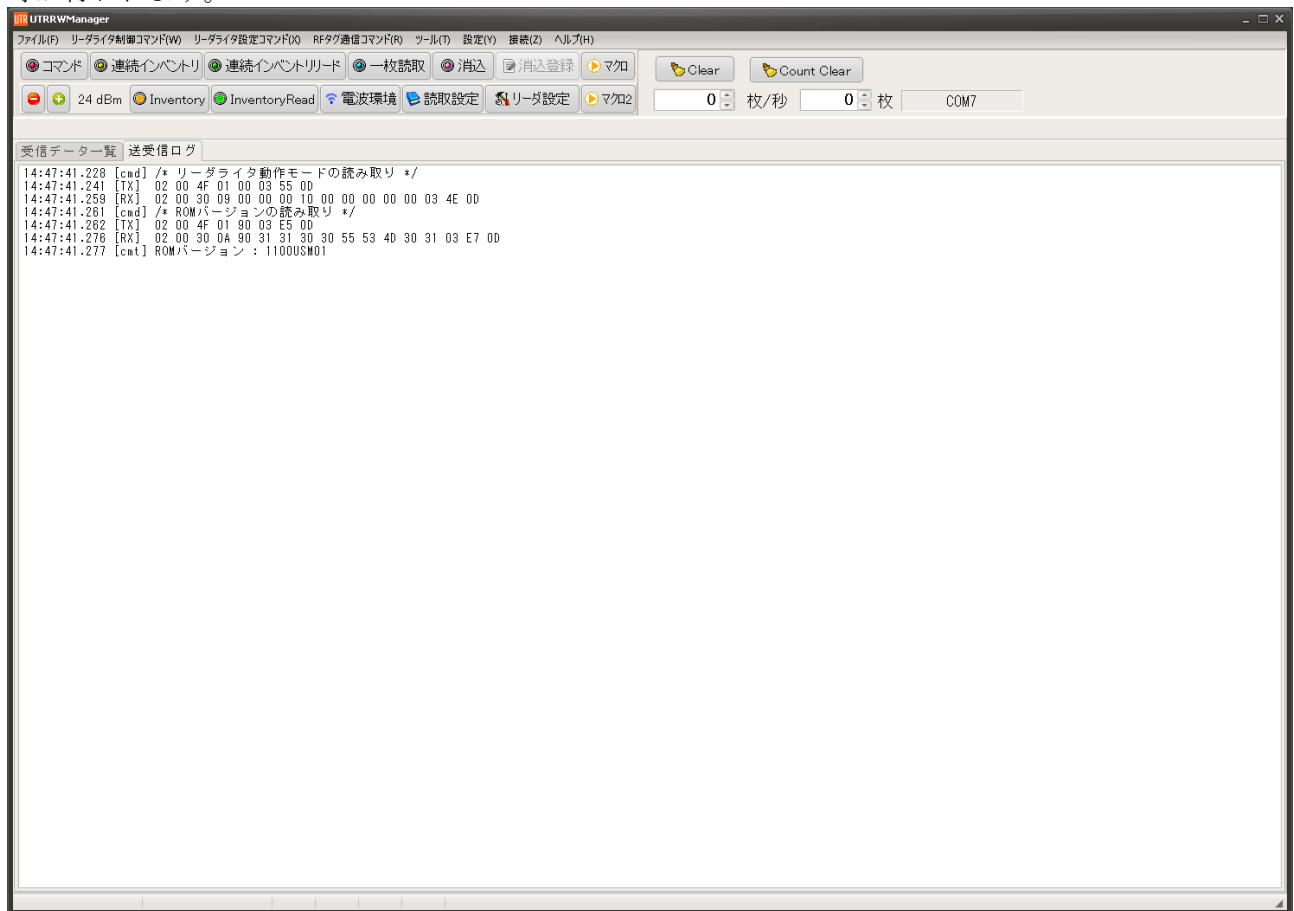 UTR UTRRWManager
ファイル(F) リーダライタ制御コマンド(W) リーダライタ設定コマンド(X) RFタグ通信コマンド(R) ツール(T) 設定(Y) 接続(Z) ヘルプ(H)
コマンド 連続インベントリ 連続インベントリリード 一枚読取 消込 消込登録 マクロ Clear Count Clear
24 dBm Inventory InventoryRead 電波環境 読取設定 リーダ設定 マクロ2 0 枚/秒 0 枚 COM7
受信データ一覧 送受信ログ
14:47:41.228 [cmd] /* リーダライタ動作モードの読み取り */
14:47:41.241 [TX] 02 00 4F 01 00 03 55 0D
14:47:41.259 [RX] 02 00 30 09 00 00 00 10 00 00 00 00 00 03 4E 0D
14:47:41.261 [cmd] /* ROMバージョンの読み取り */
14:47:41.262 [TX] 02 00 4F 01 90 03 E5 0D
14:47:41.276 [RX] 02 00 30 0A 90 31 31 30 30 55 53 4D 30 31 03 E7 0D
14:47:41.277 [cmt] ROMバージョン : 1100USM01